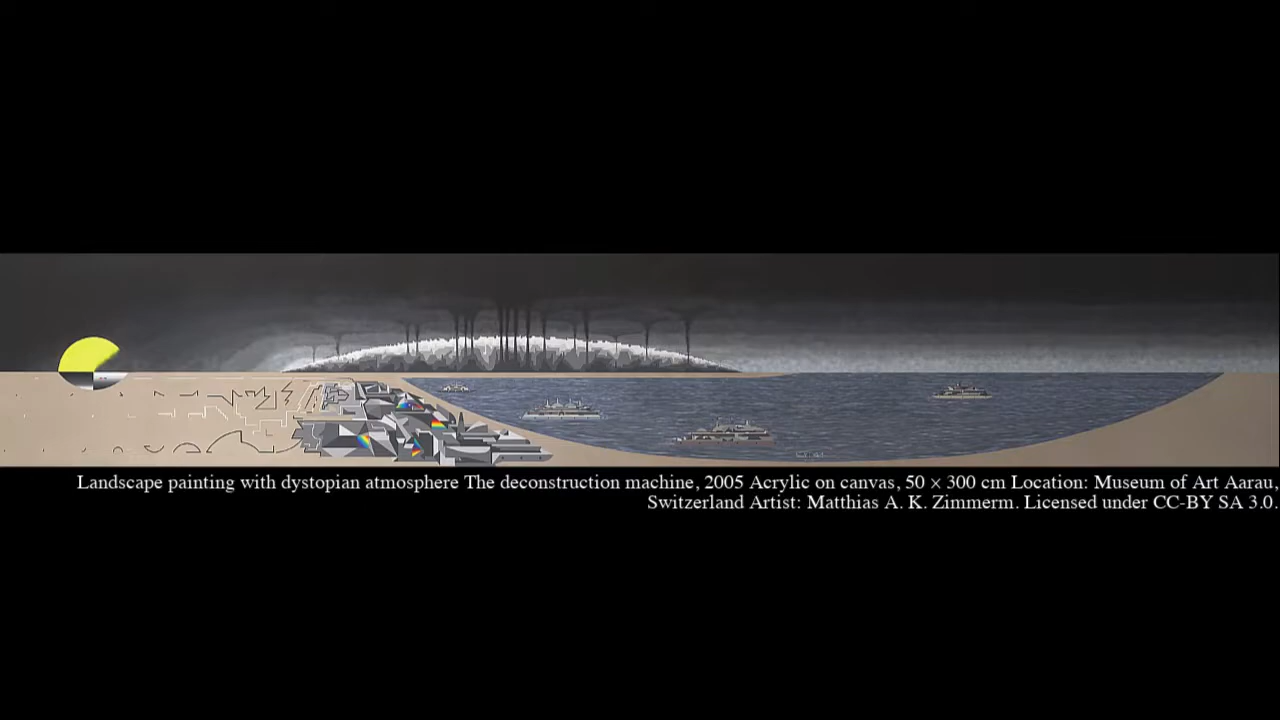 Landscape painting with dystopian atmosphere The deconstruction machine, 2005 Acrylic on canvas, 50 × 300 cm Location: Museum of Art Aarau,
Switzerland Artist: Matthias A. K. Zimmerm. Licensed under CC-BY SA 3.0.